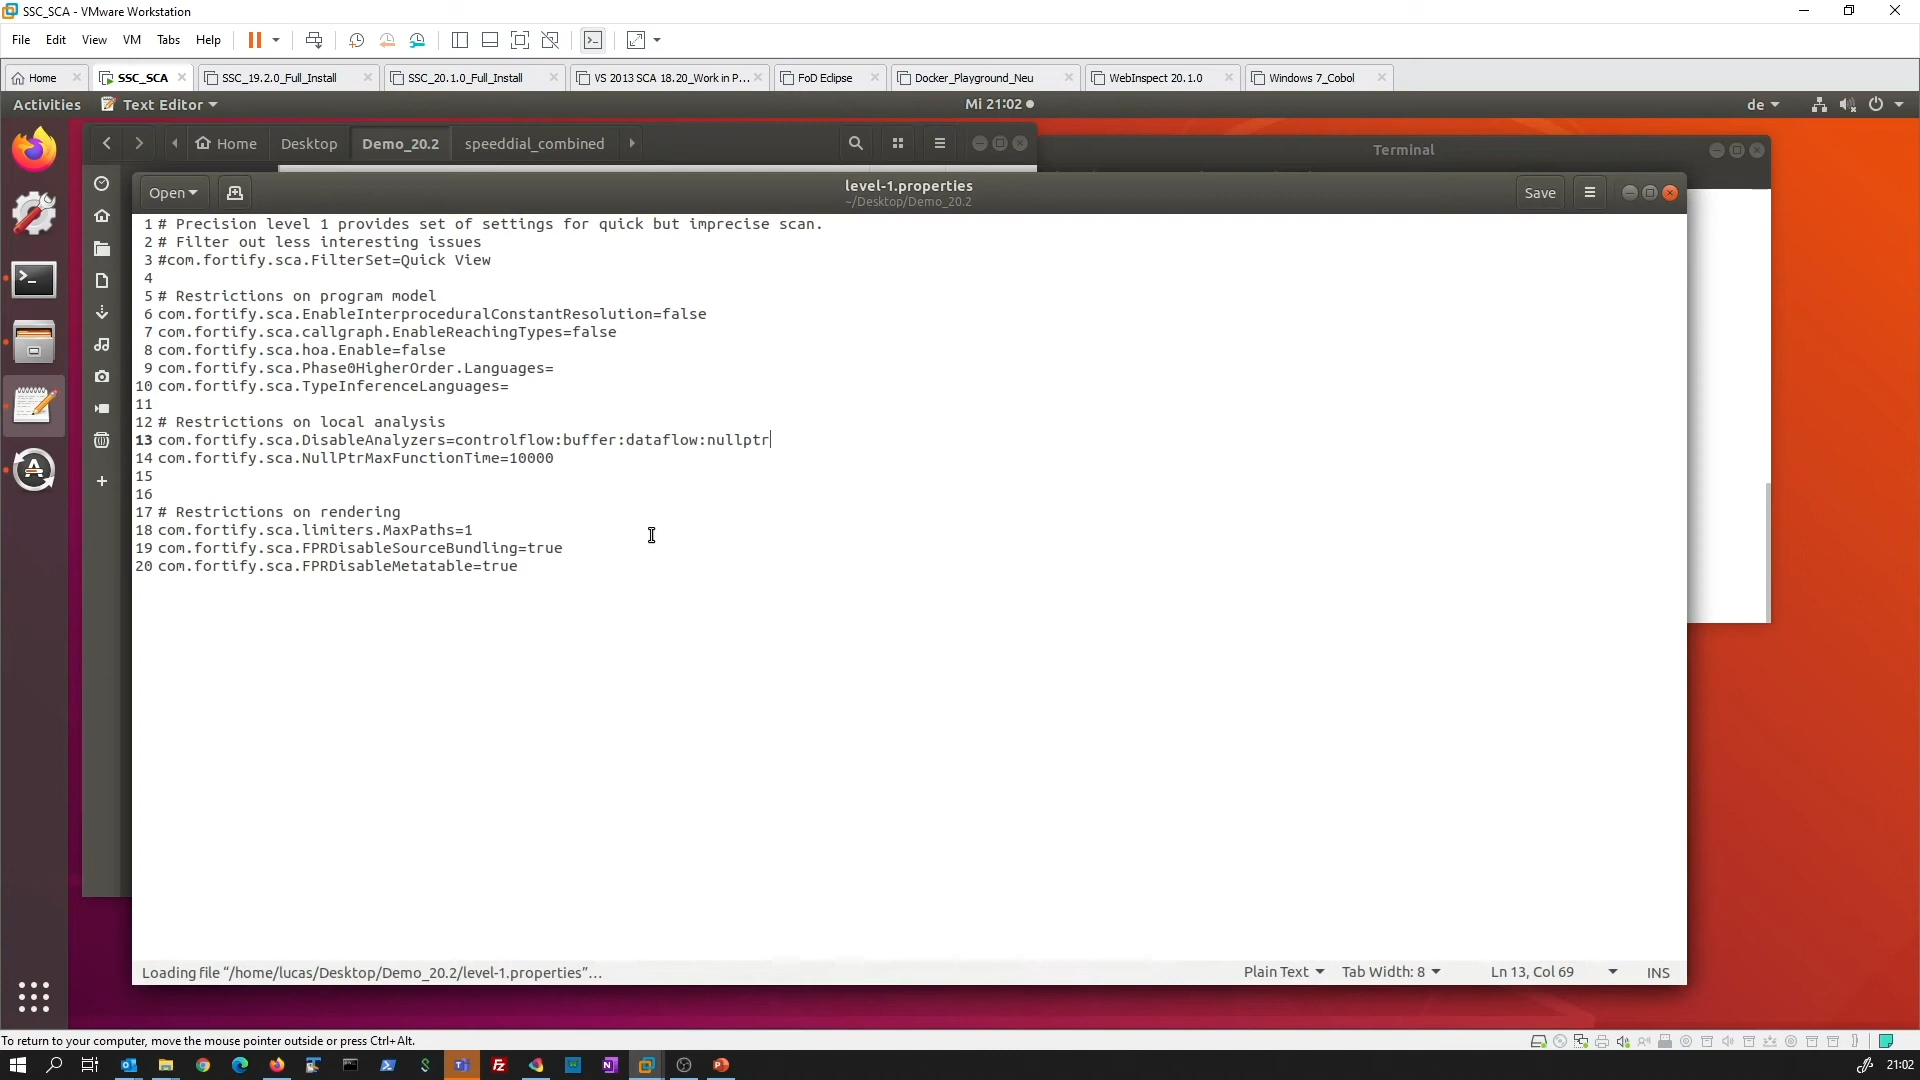 SSC_SCA - VMware Workstation
File Edit View VM Tabs Help
Home SSC_SCA SSC_19.2.0_Full_Install SSC_20.1.0_Full_Install VS 2013 SCA 18.20_Work in P... FoD Eclipse Docker_Playground_Neu WebInspect 20.1.0 Windows 7_Cobol
Activities Text Editor Mi 21:02 de
Home Desktop Demo_20.2 speeddial_combined
Terminal
Open level-1.properties Save
~/Desktop/Demo_20.2
1 # Precision level 1 provides set of settings for quick but imprecise scan.
2 # Filter out less interesting issues
3 #com.fortify.sca.FilterSet=Quick View
4
5 # Restrictions on program model
6 com.fortify.sca.EnableInterproceduralConstantResolution=false
7 com.fortify.sca.callgraph.EnableReachingTypes=false
8 com.fortify.sca.hoa.Enable=false
9 com.fortify.sca.Phase0HigherOrder.Languages=
10 com.fortify.sca.TypeInferenceLanguages=
11
12 # Restrictions on local analysis
13 com.fortify.sca.DisableAnalyzers=controlflow:buffer:dataflow:nullptr
14 com.fortify.sca.NullPtrMaxFunctionTime=10000
15
16
17 # Restrictions on rendering
18 com.fortify.sca.limiters.MaxPaths=1
19 com.fortify.sca.FPRDisableSourceBundling=true
20 com.fortify.sca.FPRDisableMetatable=true
Loading file “/home/lucas/Desktop/Demo_20.2/level-1.properties”... Plain Text Tab Width: 8 Ln 13, Col 69 INS
To return to your computer, move the mouse pointer outside or press Ctrl+Alt.
21:02